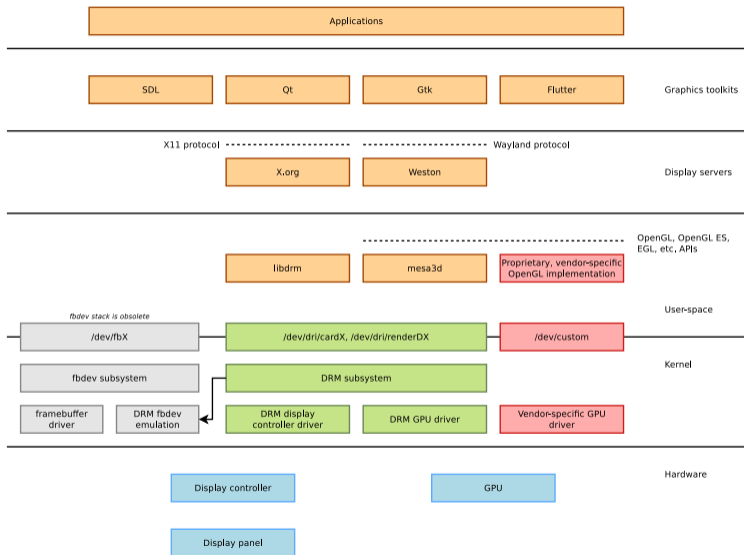 Applications
SDL
Qt
Gtk
Flutter
Graphics toolkits
X11 protocol
Wayland protocol
X.org
Weston
Display servers
OpenGL, OpenGL ES,
EGL, etc, APIs
libdrm
mesa3d
Proprietary, vendor-specific
OpenGL implementation
User-space
fbdev stack is obsolete
/dev/fbX
/dev/dri/cardX, /dev/dri/renderDX
/dev/custom
Kernel
fbdev subsystem
DRM subsystem
framebuffer
driver
DRM fbdev
emulation
DRM display
controller driver
DRM GPU driver
Vendor-specific GPU
driver
Hardware
Display controller
GPU
Display panel